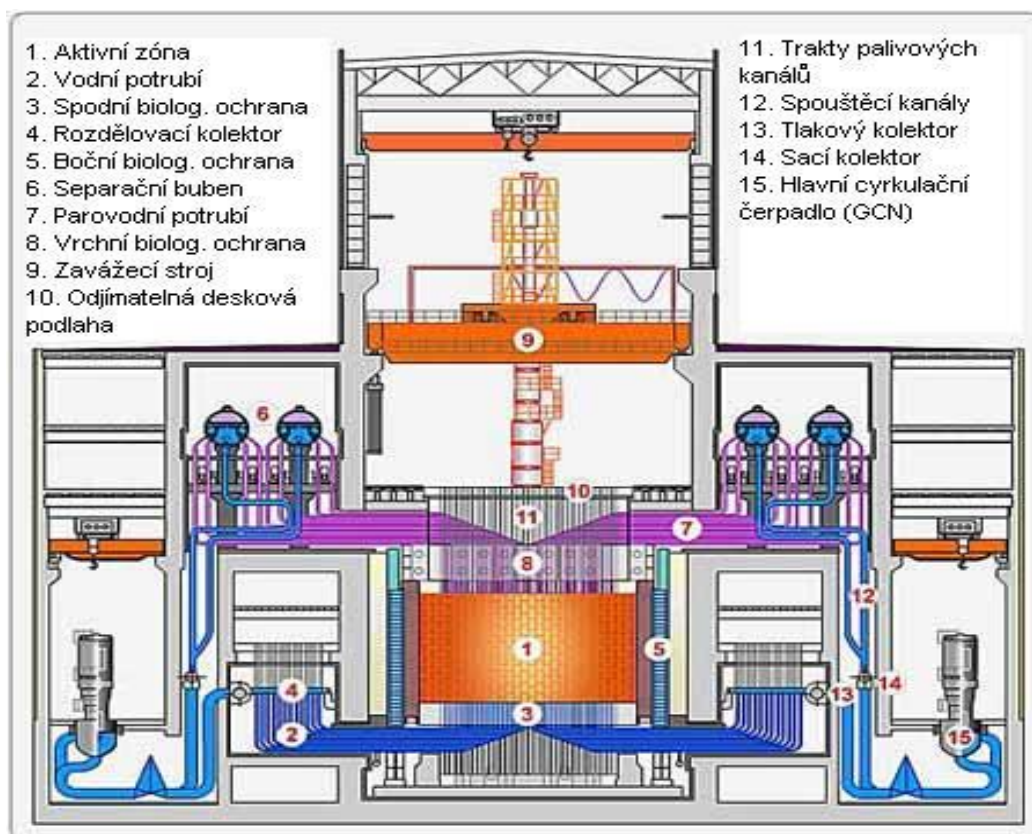 1. Aktivní zóna
2. Vodní potrubí
3. Spodní biolog. ochrana
4. Rozdělovací kolektor
5. Boční biolog. ochrana
6. Separační buben
7. Parovodní potrubí
8. Vrchní biolog. ochrana
9. Zavážecí stroj
10. Odjímatelná desková
podlaha
11. Trakty palivových
kanálů
12. Spouštěcí kanály
13. Tlakový kolektor
14. Sací kolektor
15. Hlavní cyrkulační
čerpadlo (GCN)
9
6
10
11
7
8
12
1
5
4
13
14
3
2
15